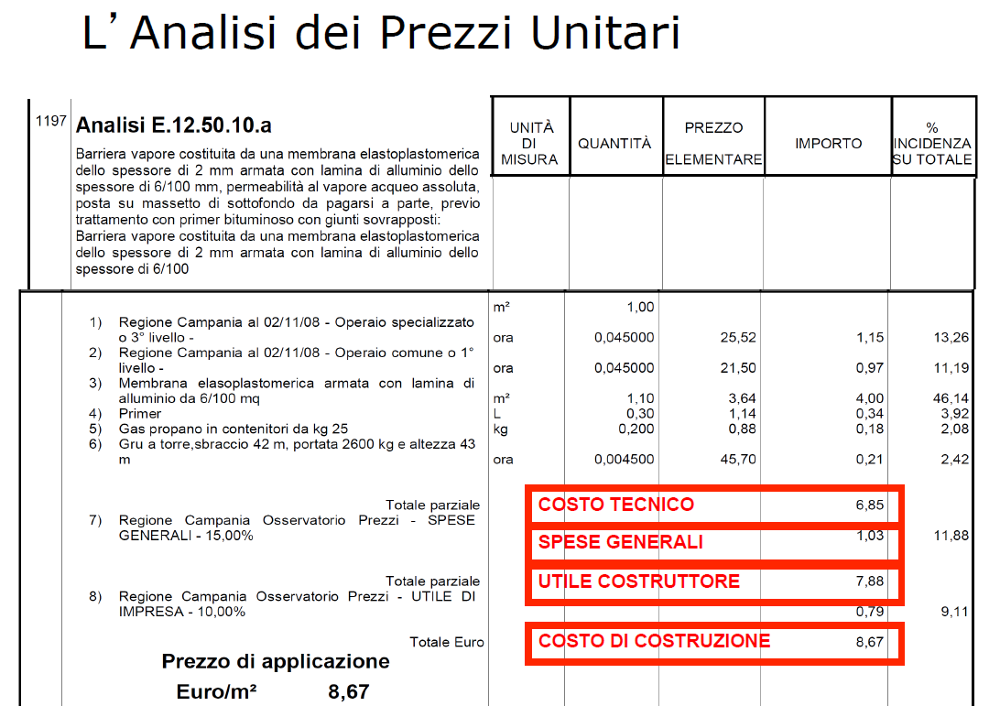 L’Analisi dei Prezzi Unitari
1197 Analisi E.12.50.10.a
UNITÀ DI MISURA QUANTITÀ PREZZO ELEMENTARE IMPORTO % INCIDENZA SU TOTALE
Barriera vapore costituita da una membrana elastoplastomerica
dello spessore di 2 mm armata con lamina di alluminio dello
spessore di 6/100 mm, permeabilità al vapore acqueo assoluta,
posta su massetto di sottofondo da pagarsi a parte, previo
trattamento con primer bituminoso con giunti sovrapposti:
Barriera vapore costituita da una membrana elastoplastomerica
dello spessore di 2 mm armata con lamina di alluminio dello
spessore di 6/100
m² 1,00
1) Regione Campania al 02/11/08 - Operaio specializzato
o 3° livello - ora 0,045000 25,52 1,15 13,26
2) Regione Campania al 02/11/08 - Operaio comune o 1°
livello - ora 0,045000 21,50 0,97 11,19
3) Membrana elasoplastomerica armata con lamina di
alluminio da 6/100 mq m² 1,10 3,64 4,00 46,14
4) Primer L 0,30 1,14 0,34 3,92
5) Gas propano in contenitori da kg 25 kg 0,200 0,88 0,18 2,08
6) Gru a torre,sbraccio 42 m, portata 2600 kg e altezza 43
m ora 0,004500 45,70 0,21 2,42
Totale parziale COSTO TECNICO 6,85
7) Regione Campania Osservatorio Prezzi - SPESE
GENERALI - 15,00% SPESE GENERALI 1,03 11,88
Totale parziale UTILE COSTRUTTORE 7,88
8) Regione Campania Osservatorio Prezzi - UTILE DI
IMPRESA - 10,00% 0,79 9,11
Totale Euro COSTO DI COSTRUZIONE 8,67
Prezzo di applicazione
Euro/m² 8,67